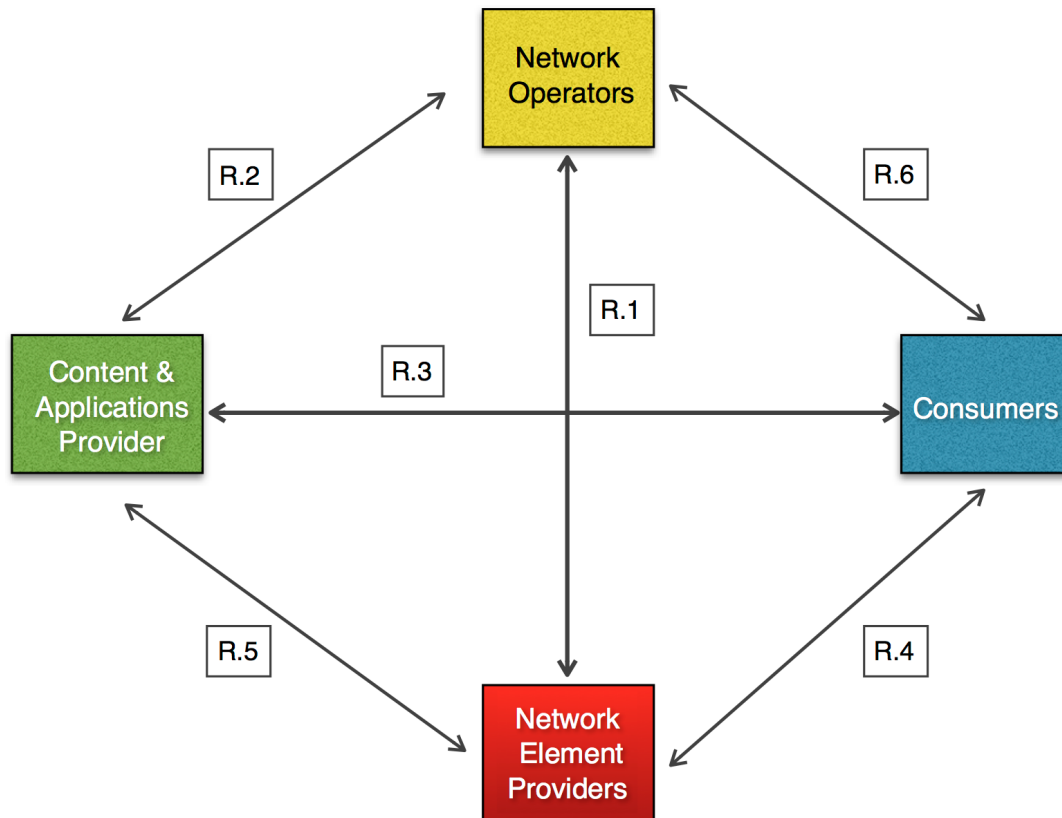 Network
Operators
R.2
R.6
R.1
Content &
Applications
Provider
R.3
Consumers
R.5
R.4
Network
Element
Providers